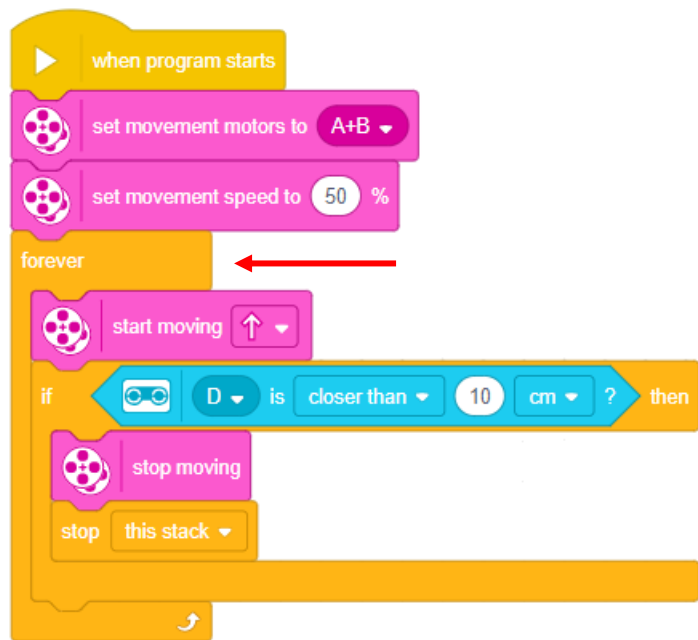 when program starts
set movement motors to A+B
set movement speed to 50 %
forever
start moving
if D is closer than 10 cm ? then
stop moving
stop this stack